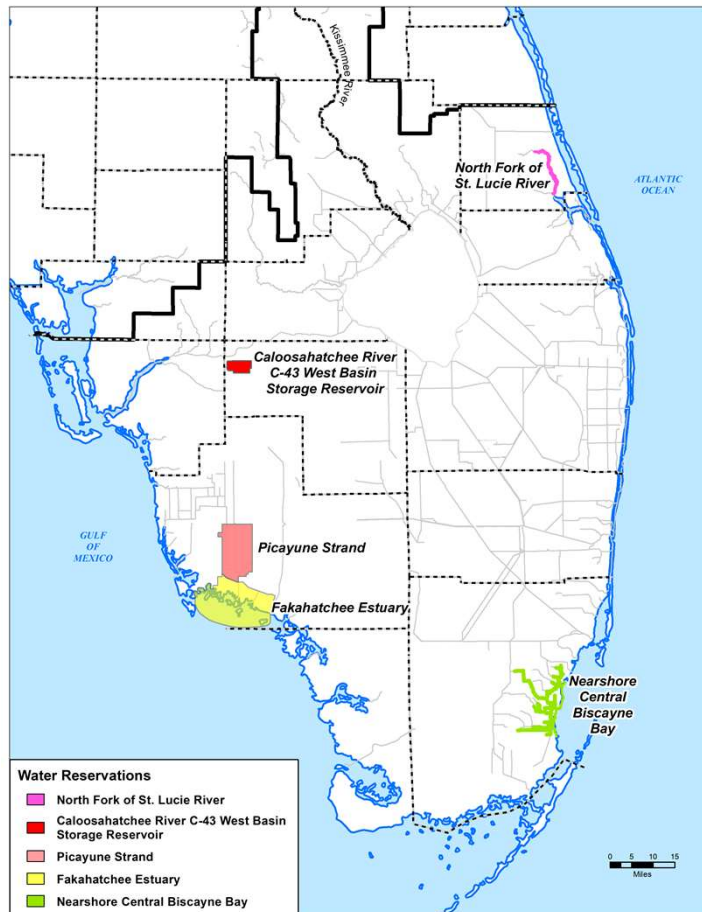 Kissimmee River
North Fork of
St. Lucie River
ATLANTIC
OCEAN
Caloosahatchee River
C-43 West Basin
Storage Reservoir
GULF
OF
MEXICO
Picayune Strand
Fakahatchee Estuary
Nearshore
Central
Biscayne
Bay
Water Reservations
North Fork of St. Lucie River
Caloosahatchee River C-43 West Basin
Storage Reservoir
Picayune Strand
Fakahatchee Estuary
Nearshore Central Biscayne Bay
0 5 10 15
Miles